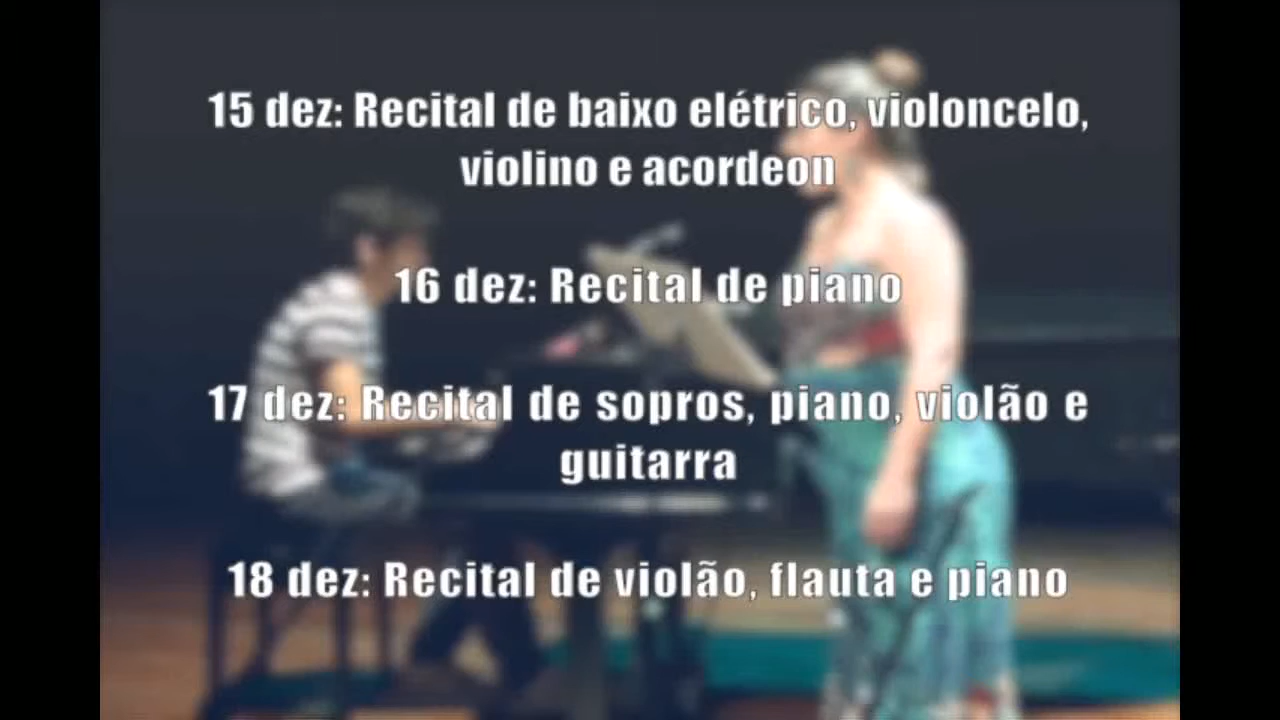 15 dez: Recital de baixo elétrico, violoncelo,
violino e acordeon
16 dez: Recital de piano
17 dez: Recital de sopros, piano, violão e
guitarra
18 dez: Recital de violão, flauta e piano